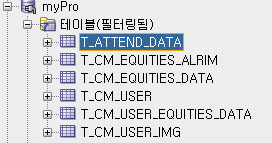 myPro
테이블(필터링됨)
T_ATTEND_DATA
T_CM_EQUITIES_ALRIM
T_CM_EQUITIES_DATA
T_CM_USER
T_CM_USER_EQUITIES_DATA
T_CM_USER_IMG